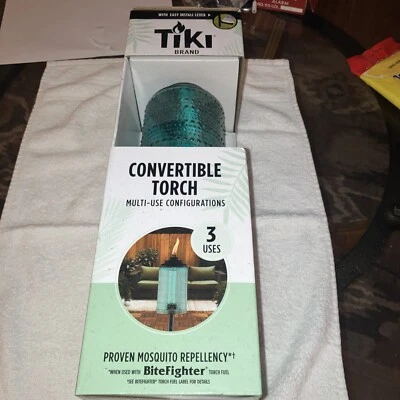 WITH EASY INSTALL LEVER
TiKi
BRAND
CONVERTIBLE
TORCH
MULTI-USE CONFIGURATIONS
3
USES
PROVEN MOSQUITO REPELLENCY*†
*WHEN USED WITH BiteFighter® TORCH FUEL
†SEE BITEFIGHTER® TORCH FUEL LABEL FOR DETAILS
ALARM